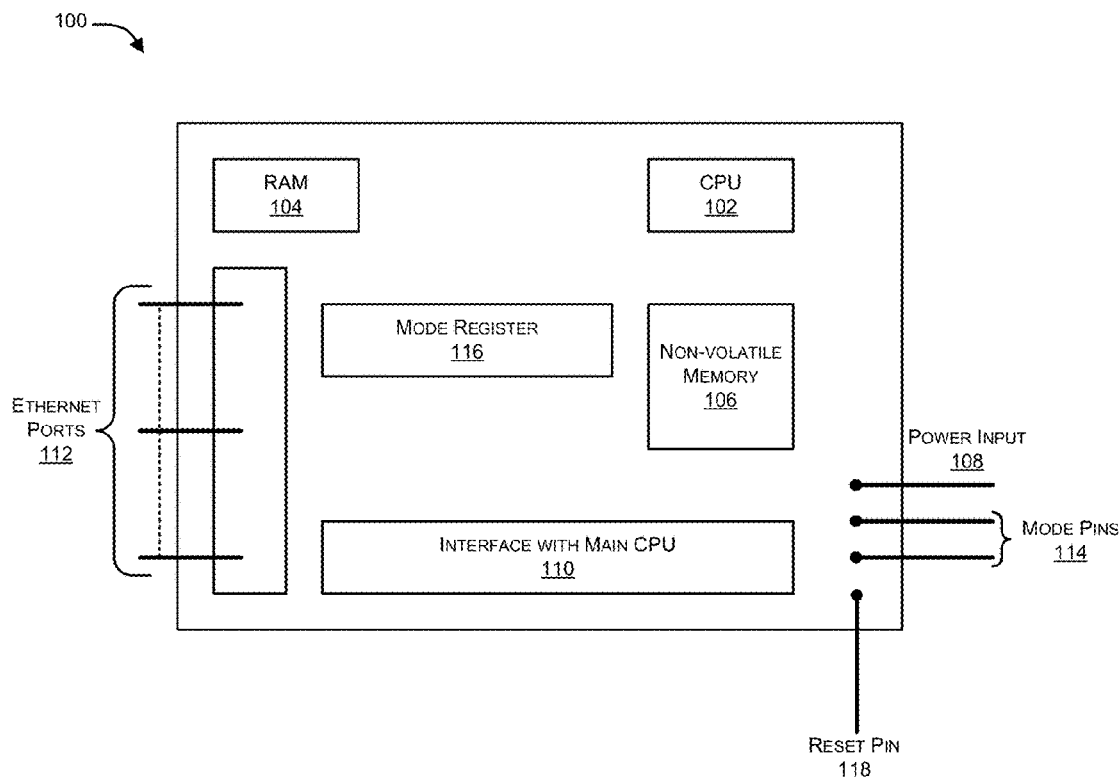 100
RAM
104
CPU
102
MODE REGISTER
116
NON-VOLATILE
MEMORY
106
ETHERNET
PORTS
112
POWER INPUT
108
MODE PINS
114
INTERFACE WITH MAIN CPU
110
RESET PIN
118